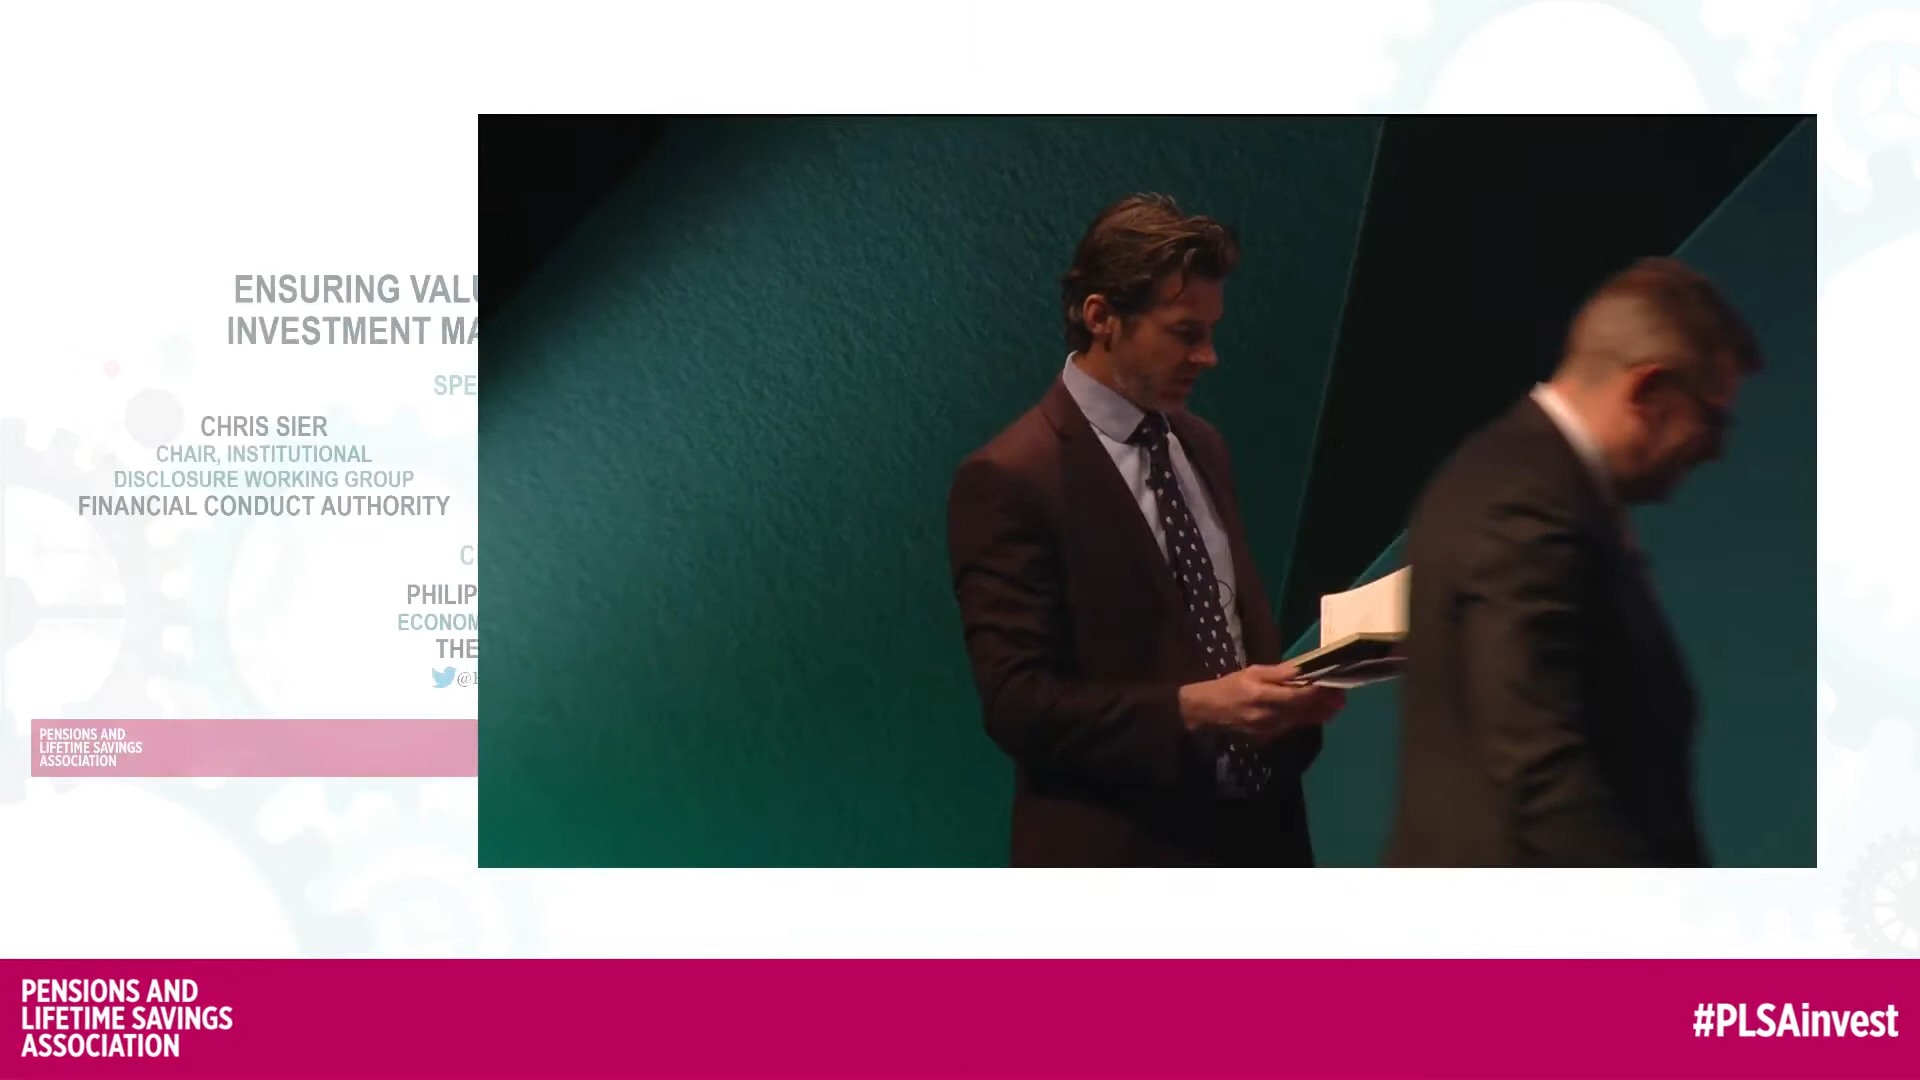 ENSURING VALU
INVESTMENT MA
SPE
CHRIS SIER
CHAIR, INSTITUTIONAL
DISCLOSURE WORKING GROUP
FINANCIAL CONDUCT AUTHORITY
PHILIP
ECONOM
THE
PENSIONS AND
LIFETIME SAVINGS
ASSOCIATION
PENSIONS AND
LIFETIME SAVINGS
ASSOCIATION
#PLSAinvest